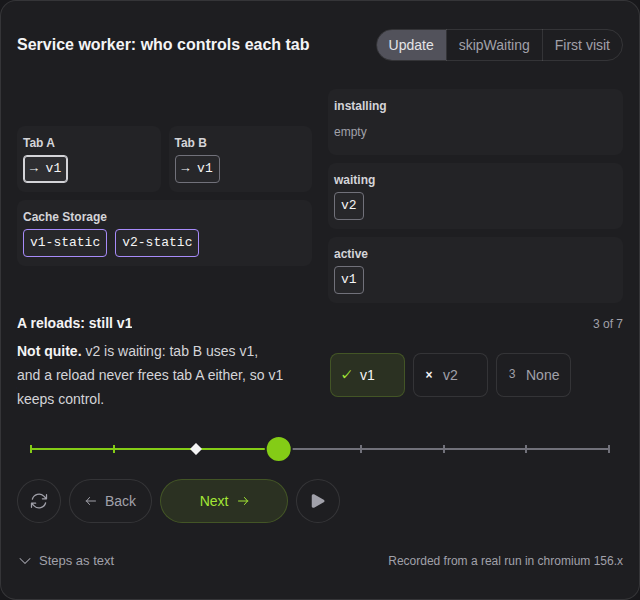 Service worker: who controls each tab
Update skipWaiting First visit
installing
empty
Tab A
→ v1
Tab B
→ v1
waiting
v2
Cache Storage
v1-static v2-static
active
v1
A reloads: still v1
3 of 7
Not quite. v2 is waiting: tab B uses v1,
and a reload never frees tab A either, so v1
keeps control.
✓ v1
× v2
3 None
← Back
Next →
Steps as text
Recorded from a real run in chromium 156.x